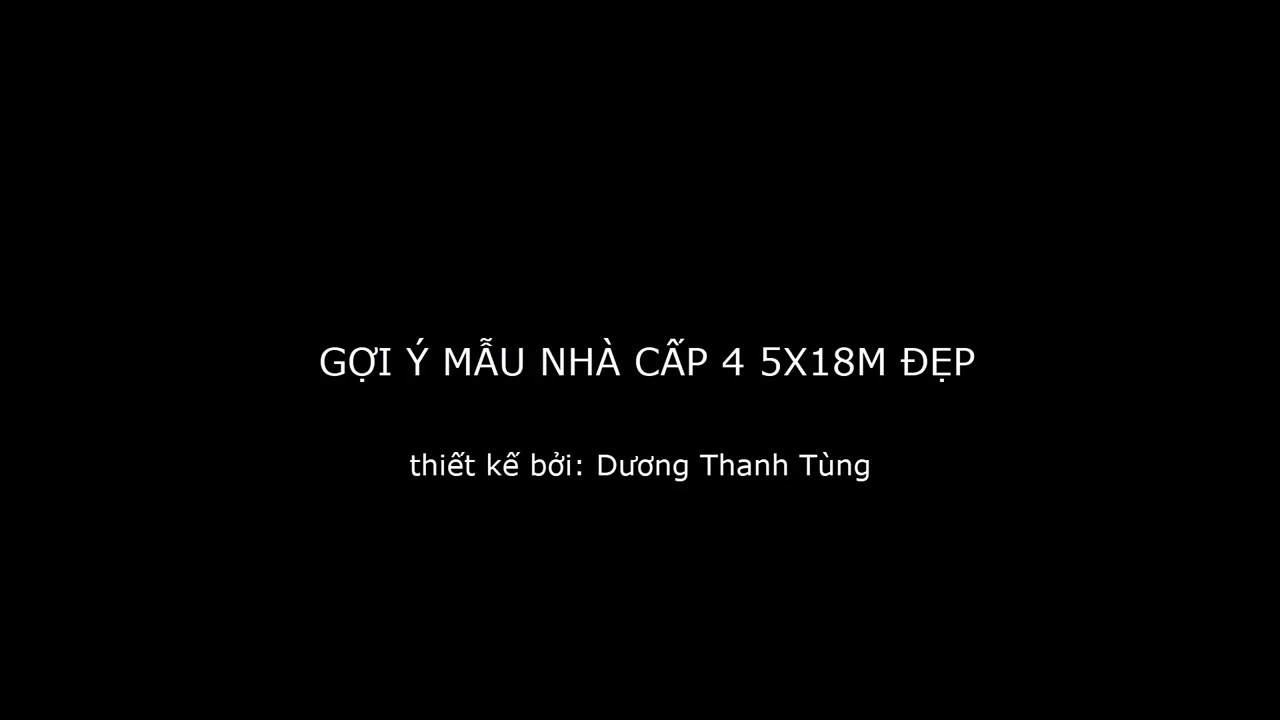 GỢI Ý MẪU NHÀ CẤP 4 5X18M ĐẸP
thiết kế bởi: Dương Thanh Tùng